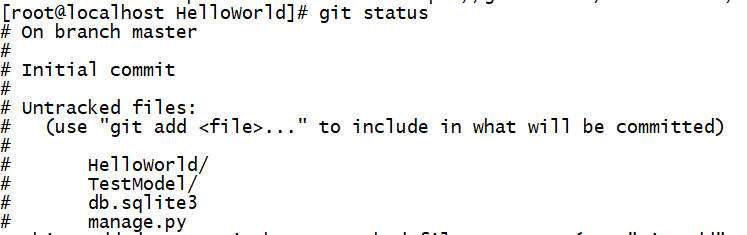 [root@localhost HelloWorld]# git status
# On branch master
#
# Initial commit
#
# Untracked files:
#   (use "git add <file>..." to include in what will be committed)
#
#       HelloWorld/
#       TestModel/
#       db.sqlite3
#       manage.py